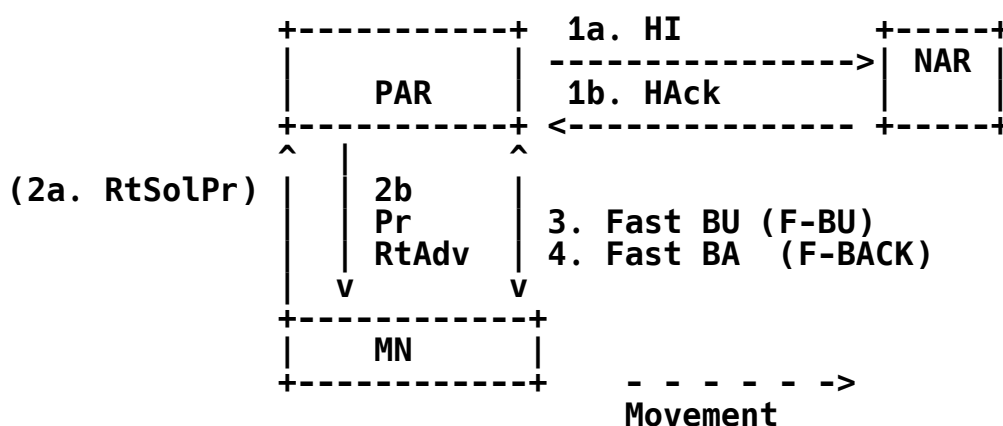 1a. HI
NAR
PAR
1b. HAck
(2a. RtSolPr)
2b
Pr
3. Fast BU (F-BU)
RtAdv
4. Fast BA (F-BACK)
MN
Movement